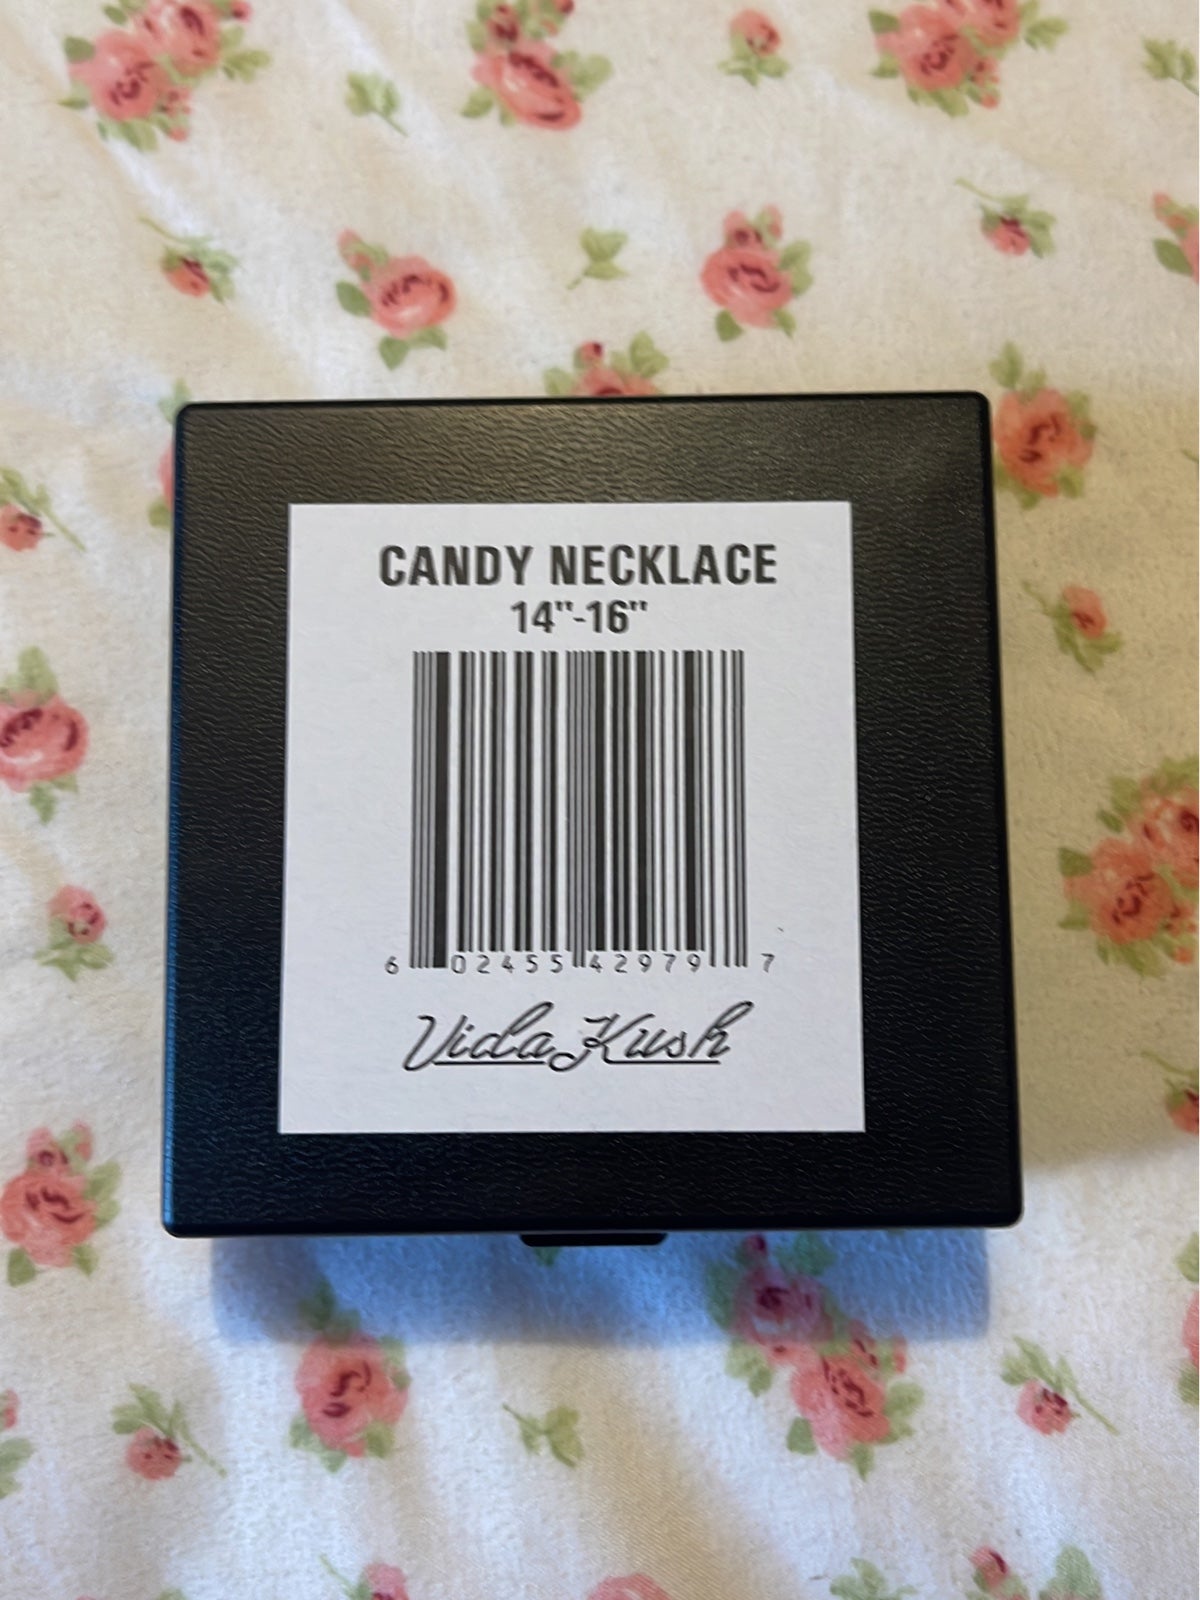 CANDY NECKLACE
14"-16"
6 02455 42979 7
Vida Kush